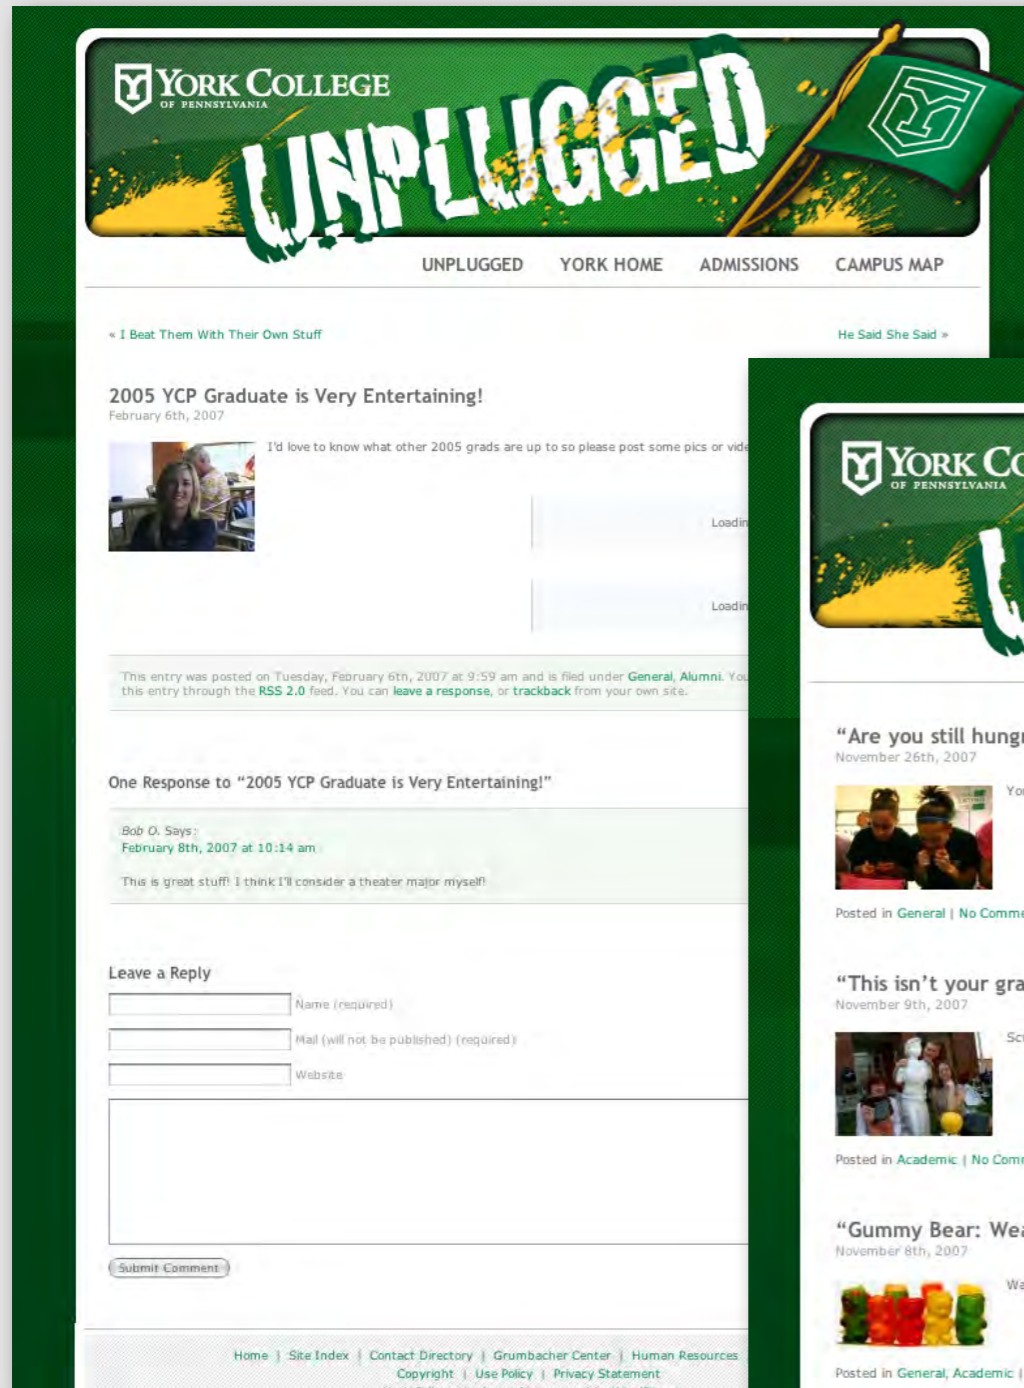 YORK COLLEGE
OF PENNSYLVANIA
UNPLUGGED
UNPLUGGED YORK HOME ADMISSIONS CAMPUS MAP
« I Beat Them With Their Own Stuff
He Said She Said »
2005 YCP Graduate is Very Entertaining!
February 6th, 2007
I'd love to know what other 2005 grads are up to so please post some pics or vide
Loadin
Loadin
This entry was posted on Tuesday, February 6th, 2007 at 9:59 am and is filed under General, Alumni. You
this entry through the RSS 2.0 feed. You can leave a response, or trackback from your own site.
One Response to “2005 YCP Graduate is Very Entertaining!”
Bob O. Says:
February 8th, 2007 at 10:14 am
This is great stuff! I think I'll consider a theater major myself!
Leave a Reply
Name (required)
Mail (will not be published) (required)
Website
Submit Comment
Home | Site Index | Contact Directory | Grumbacher Center | Human Resources
Copyright | Use Policy | Privacy Statement
YORK CO
OF PENNSYLVANIA
U
“Are you still hungr
November 26th, 2007
Yo
Posted in General | No Comme
“This isn't your gra
November 9th, 2007
Sc
Posted in Academic | No Comm
“Gummy Bear: Wea
November 8th, 2007
Wa
Posted in General, Academic |